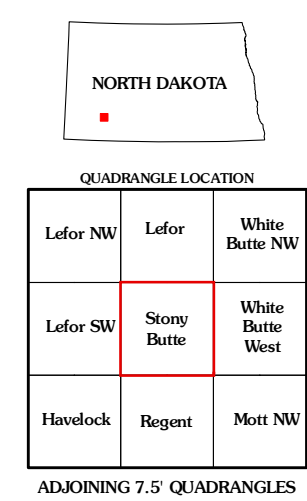 NORTH DAKOTA
QUADRANGLE LOCATION
Lefor NW
Lefor
White
Butte NW
Lefor SW
Stony
Butte
White
Butte
West
Havelock
Regent
Mott NW
ADJOINING 7.5' QUADRANGLES